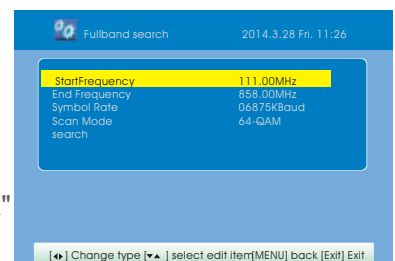 Fullband search 2014.3.28 Fri. 11:26
StartFrequency 111.00MHz
End Frequency 858.00MHz
Symbol Rate 06875KBaud
Scan Mode 64-QAM
search
"
[◂▸] Change type [▾▴ ] select edit item[MENU] back [Exit] Exit